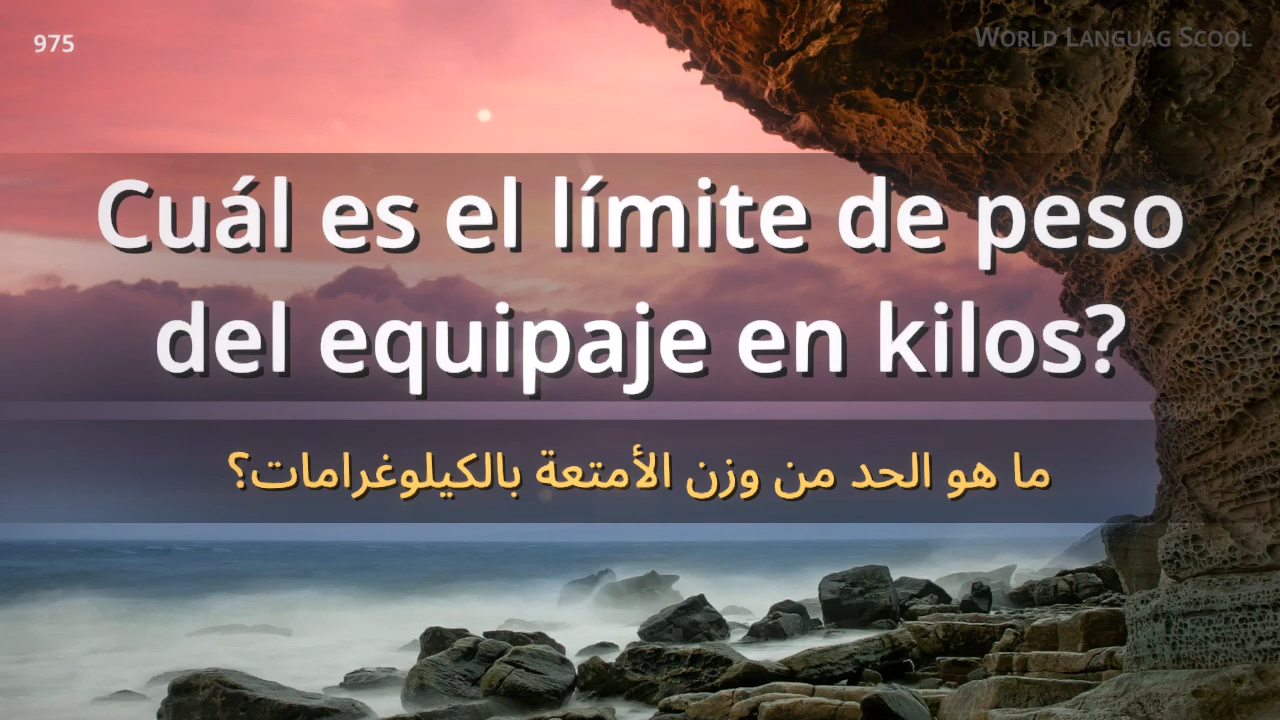 975
World Languag Scool
Cuál es el límite de peso
del equipaje en kilos?
ما هو الحد من وزن الأمتعة بالكيلوغرامات؟